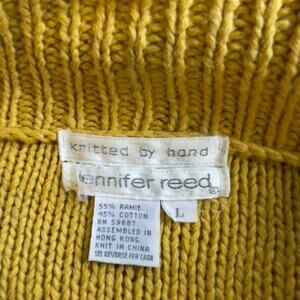 knitted by hand
jennifer reed
55% RAMIE
45% COTTON
RN 59667
ASSEMBLED IN
HONG KONG
KNIT IN CHINA
SEE REVERSE FOR CARE
L